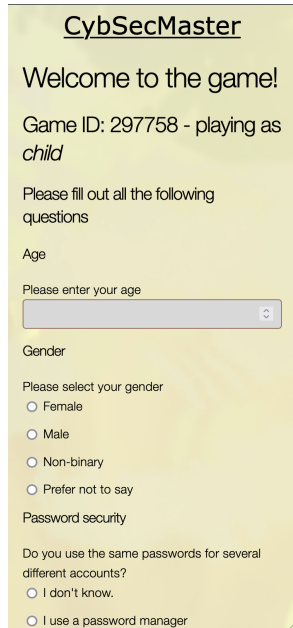 CybSecMaster
Welcome to the game!
Game ID: 297758 - playing as
child
Please fill out all the following
questions
Age
Please enter your age
Gender
Please select your gender
Female
Male
Non-binary
Prefer not to say
Password security
Do you use the same passwords for several
different accounts?
I don't know.
I use a password manager